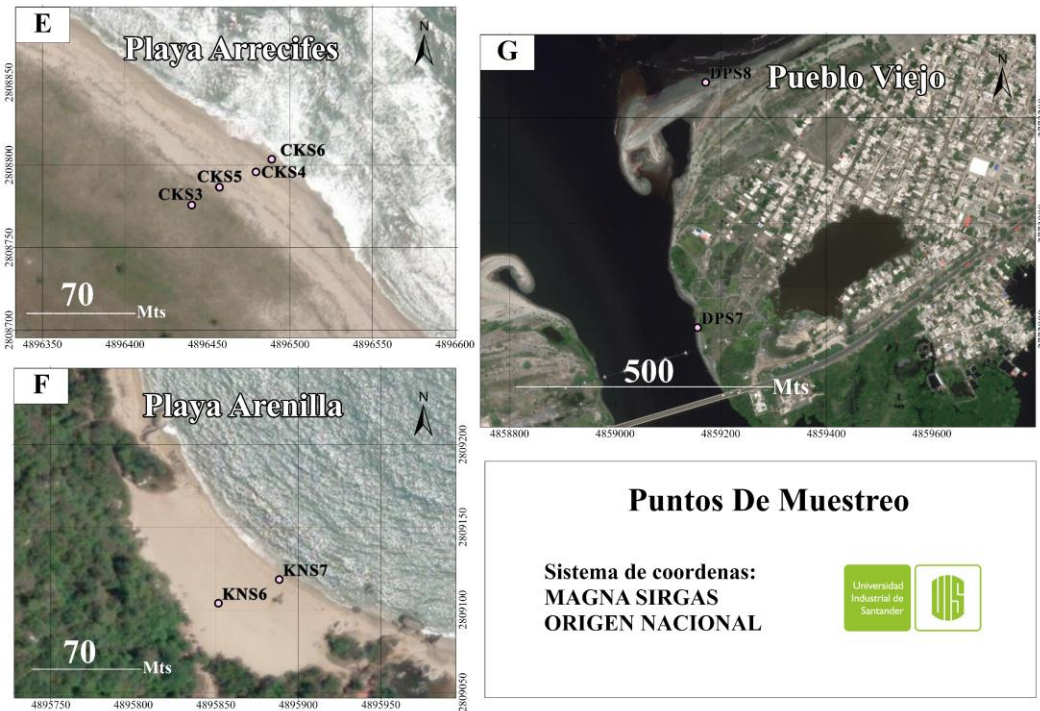 E
Playa Arrecifes
N
CKS6
CKS4
CKS5
CKS3
70
Mts
2808850
2808800
2808750
2808700
4896350
4896400
4896450
4896500
4896550
4896600
F
Playa Arenilla
N
KNS7
KNS6
70
Mts
2809200
2809150
2809100
2809050
4895750
4895800
4895850
4895900
4895950
G
Pueblo Viejo
N
DPS8
DPS7
500
Mts
4858800
4859000
4859200
4859400
4859600
Puntos De Muestreo
Sistema de coordenas:
MAGNA SIRGAS
ORIGEN NACIONAL
Universidad
Industrial de
Santander
UIS